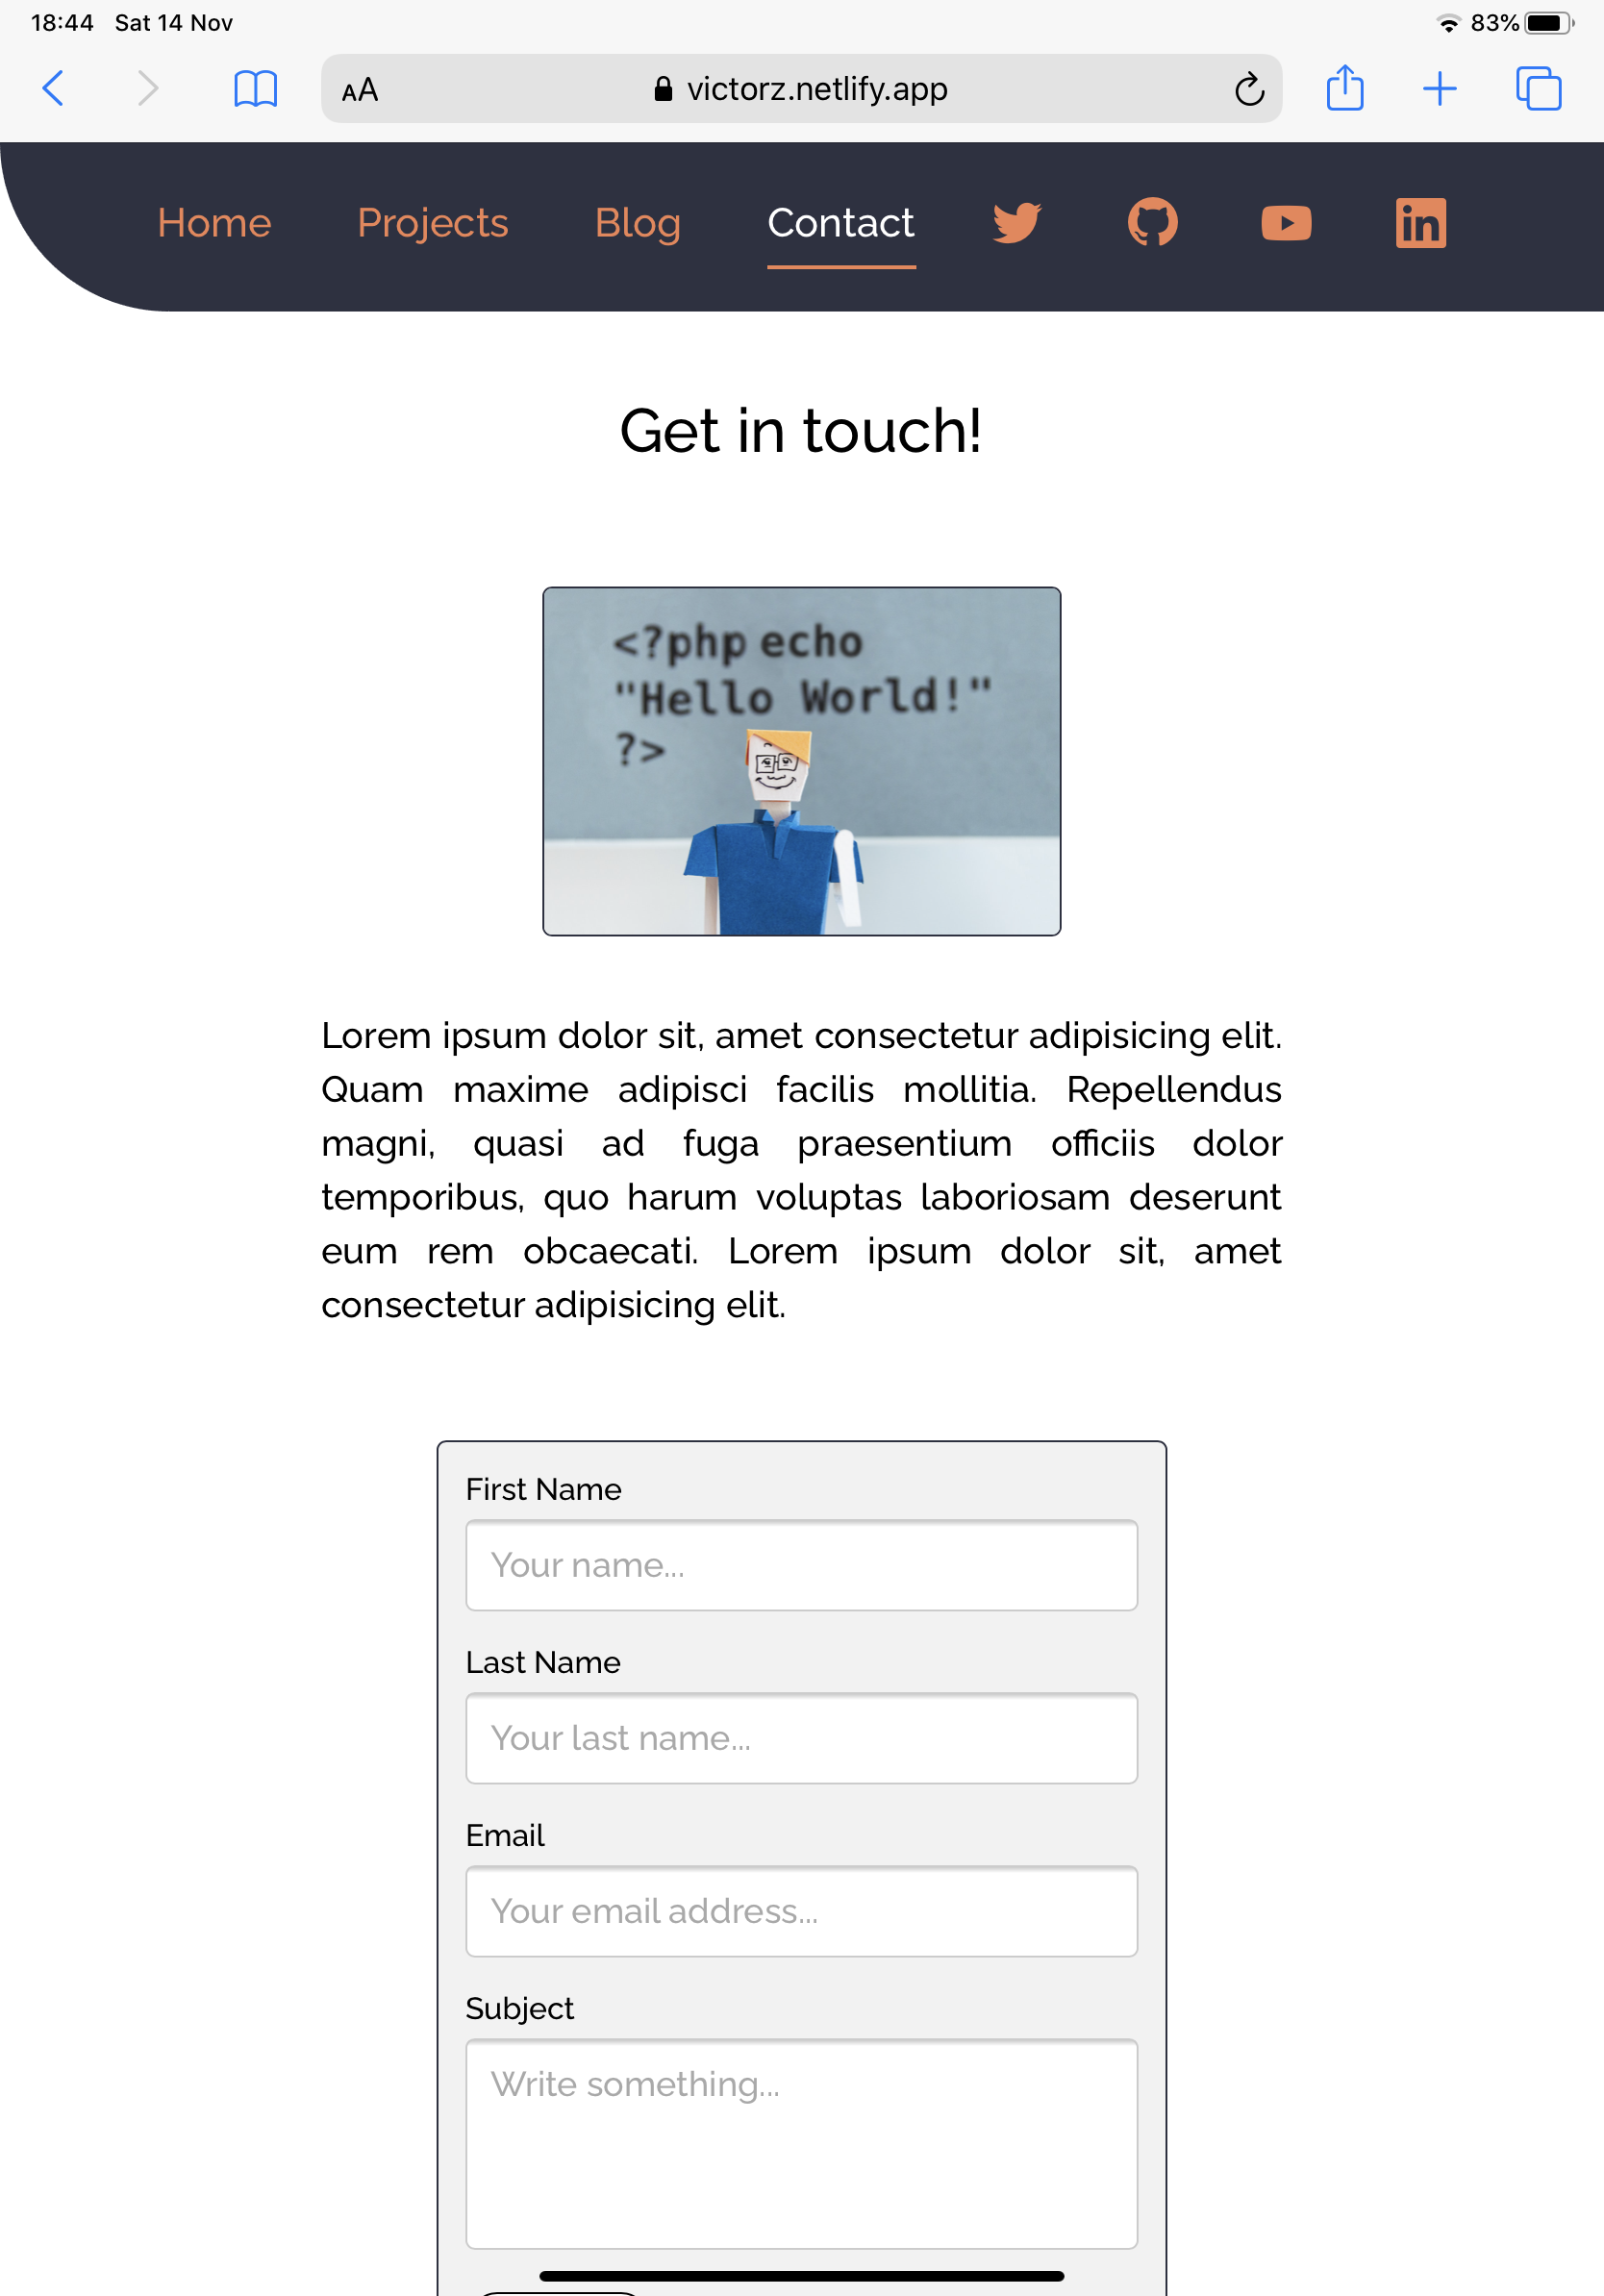 18:44 Sat 14 Nov 83%
AA victorz.netlify.app
Home Projects Blog Contact in
Get in touch!
<?php echo
"Hello World!"
?>
Lorem ipsum dolor sit, amet consectetur adipisicing elit.
Quam maxime adipisci facilis mollitia. Repellendus
magni, quasi ad fuga praesentium officiis dolor
temporibus, quo harum voluptas laboriosam deserunt
eum rem obcaecati. Lorem ipsum dolor sit, amet
consectetur adipisicing elit.
First Name
Your name...
Last Name
Your last name...
Email
Your email address...
Subject
Write something...